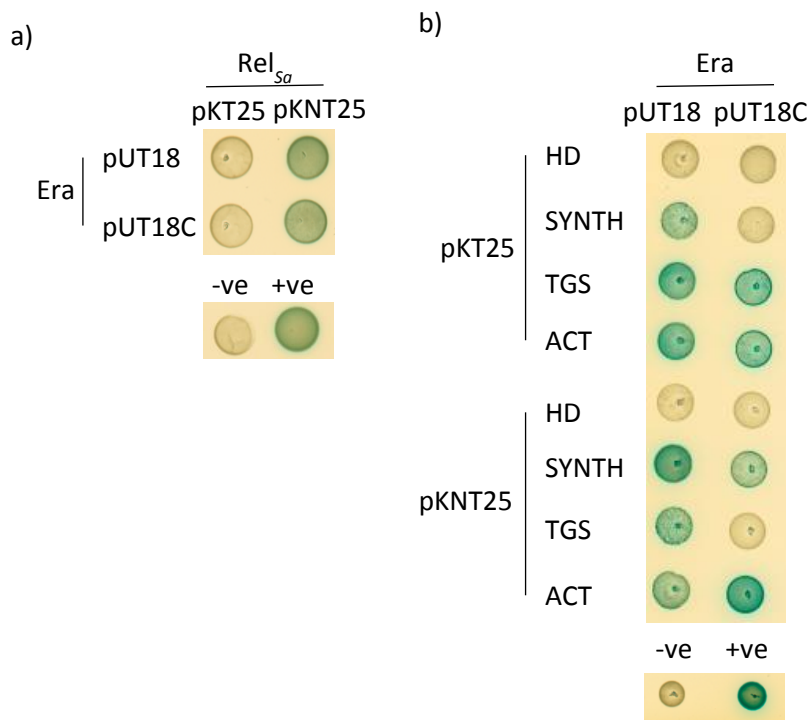 a)
Rel Sa
pKT25 pKNT25
pUT18
Era
pUT18C
-ve +ve
b)
Era
pUT18 pUT18C
HD
SYNTH
pKT25
TGS
ACT
HD
SYNTH
pKNT25
TGS
ACT
-ve +ve